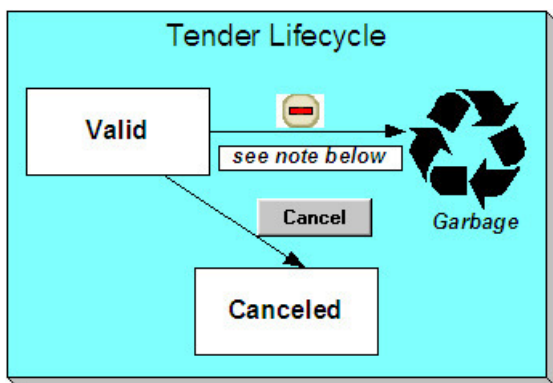 Tender Lifecycle
Valid
see note below
Garbage
Cancel
Canceled